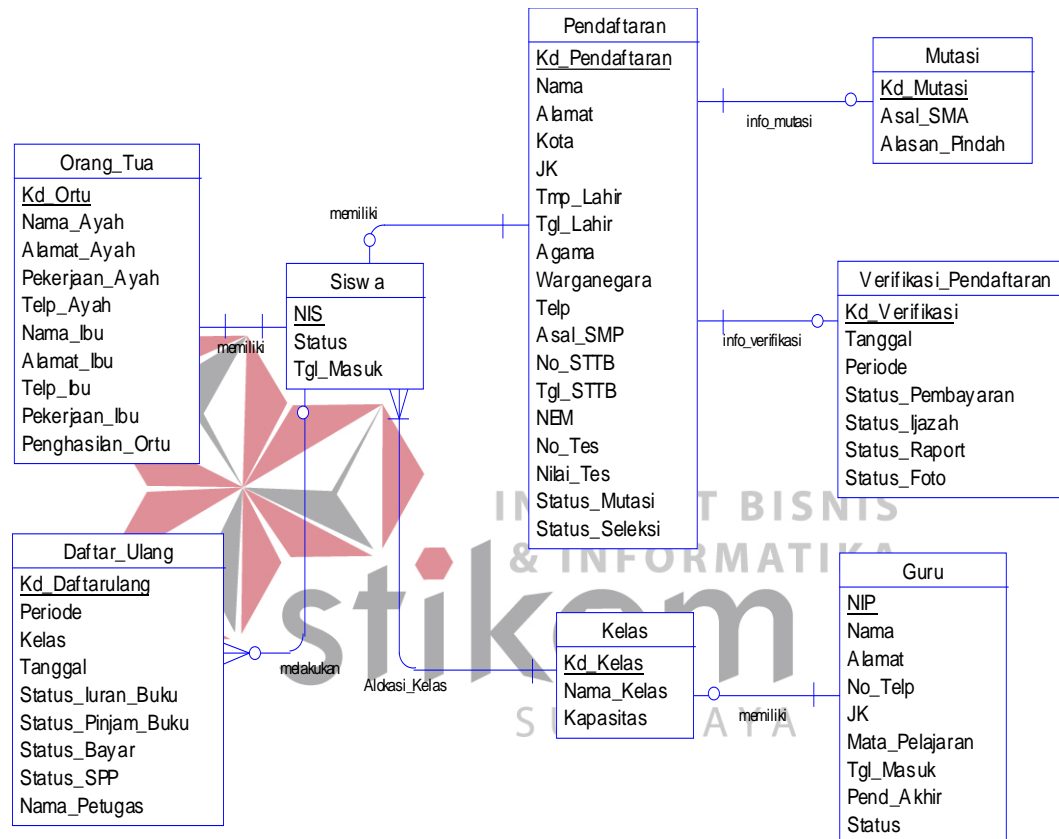 Pendaftaran
Kd_Pendaftaran
Nama
Alamat
Kota
JK
Tmp_Lahir
Tgl_Lahir
Agama
Warganegara
Telp
Asal_SMP
No_STTB
Tgl_STTB
NEM
No_Tes
Nilai_Tes
Status_Mutasi
Status_Seleksi
Mutasi
Kd_Mutasi
Asal_SMA
Alasan_Pindah
info_mutasi
Orang_Tua
Kd_Ortu
Nama_Ayah
Alamat_Ayah
Pekerjaan_Ayah
Telp_Ayah
Nama_Ibu
Alamat_Ibu
Telp_Ibu
Pekerjaan_Ibu
Penghasilan_Ortu
memiliki
memiliki
Siswa
NIS
Status
Tgl_Masuk
Verifikasi_Pendaftaran
Kd_Verifikasi
Tanggal
Periode
Status_Pembayaran
Status_Ijazah
Status_Raport
Status_Foto
info_verifikasi
Daftar_Ulang
Kd_Daftarulang
Periode
Kelas
Tanggal
Status_Iuran_Buku
Status_Pinjam_Buku
Status_Bayar
Status_SPP
Nama_Petugas
melakukan
Alokasi_Kelas
Kelas
Kd_Kelas
Nama_Kelas
Kapasitas
memiliki
Guru
NIP
Nama
Alamat
No_Telp
JK
Mata_Pelajaran
Tgl_Masuk
Pend_Akhir
Status
BISNIS
& INFORMATIKA
stikom